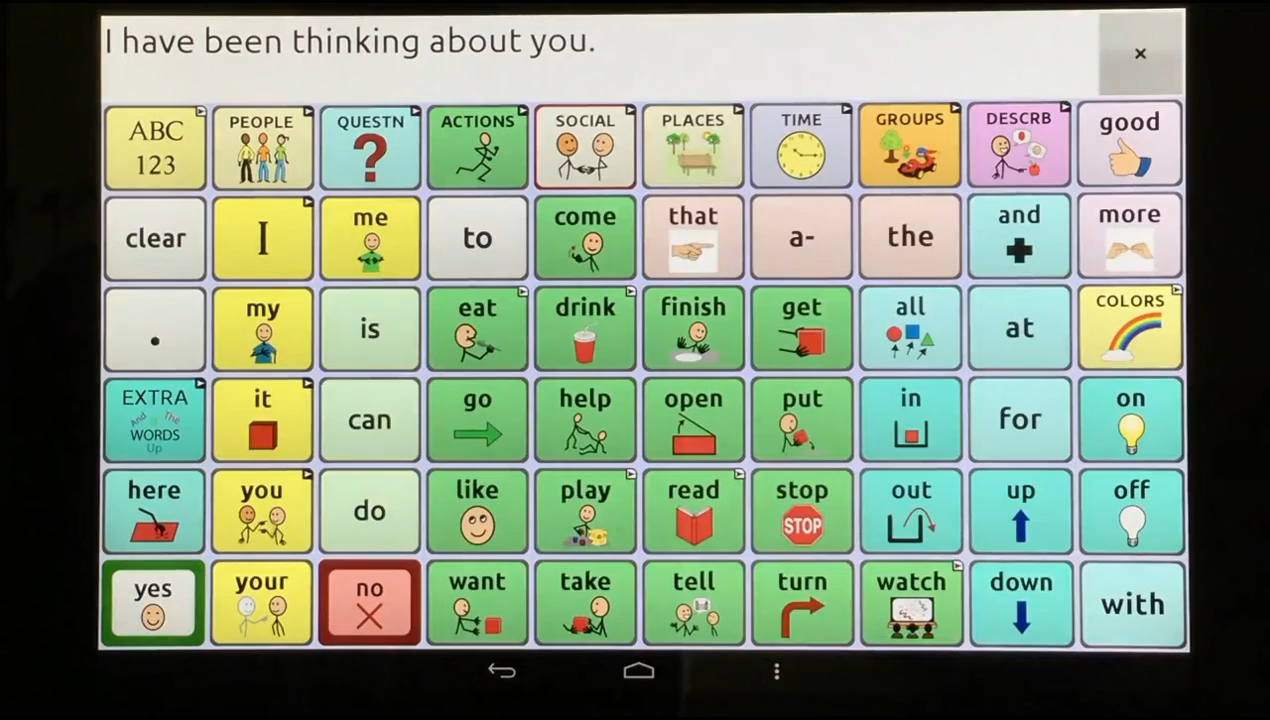 I have been thinking about you.
×
ABC 123
PEOPLE
QUESTN
?
ACTIONS
SOCIAL
PLACES
TIME
GROUPS
DESCRB
good
clear
I
me
to
come
that
a-
the
and
more
.
my
is
eat
drink
finish
get
all
at
COLORS
EXTRA
And
The
WORDS
Up
it
can
go
help
open
put
in
for
on
here
you
do
like
play
read
stop
STOP
out
up
off
yes
your
no
want
take
tell
turn
watch
down
with